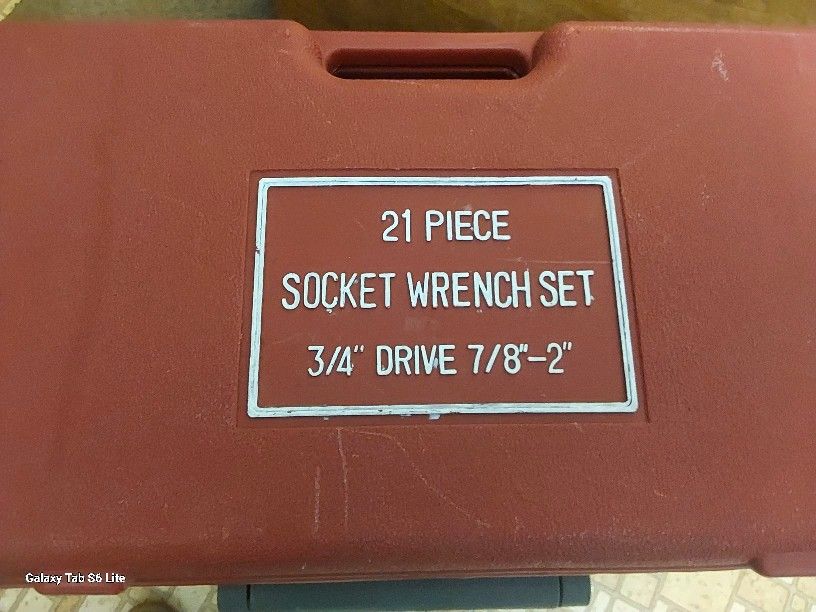 21 PIECE
SOCKET WRENCH SET
3/4" DRIVE 7/8"-2"
Galaxy Tab S6 Lite